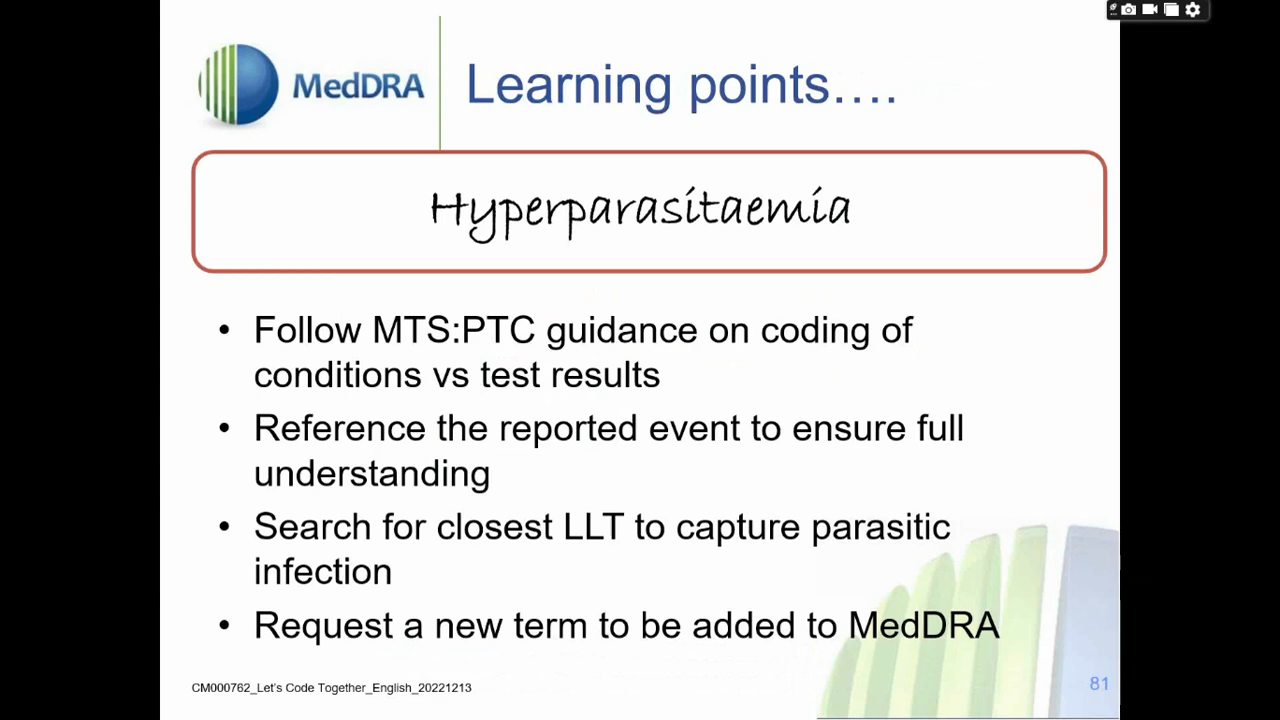 MedDRA
Learning points....
Hyperparasitaemia
• Follow MTS:PTC guidance on coding of
conditions vs test results
• Reference the reported event to ensure full
understanding
• Search for closest LLT to capture parasitic
infection
• Request a new term to be added to MedDRA
CM000762_Let's Code Together_English_20221213
81